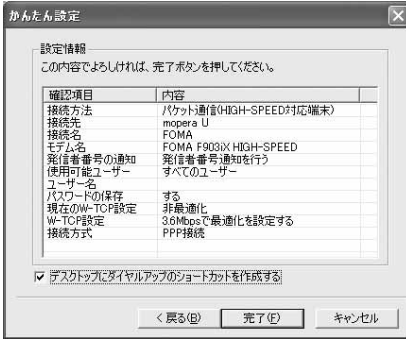 かんたん設定
設定情報
この内容でよろしければ、完了ボタンを押してください。
確認項目 内容
接続方法 パケット通信(HIGH-SPEED対応端末)
接続先 mopera U
接続名 FOMA
モデム名 FOMA F903iX HIGH-SPEED
発信者番号の通知 発信者番号通知を行う
使用可能ユーザー すべてのユーザー
ユーザー名
パスワードの保存 する
現在のW-TCP設定 非最適化
W-TCP設定 3.6Mbpsで最適化を設定する
接続方式 PPP接続
デスクトップにダイヤルアップのショートカットを作成する
< 戻る(B) 完了(F) キャンセル